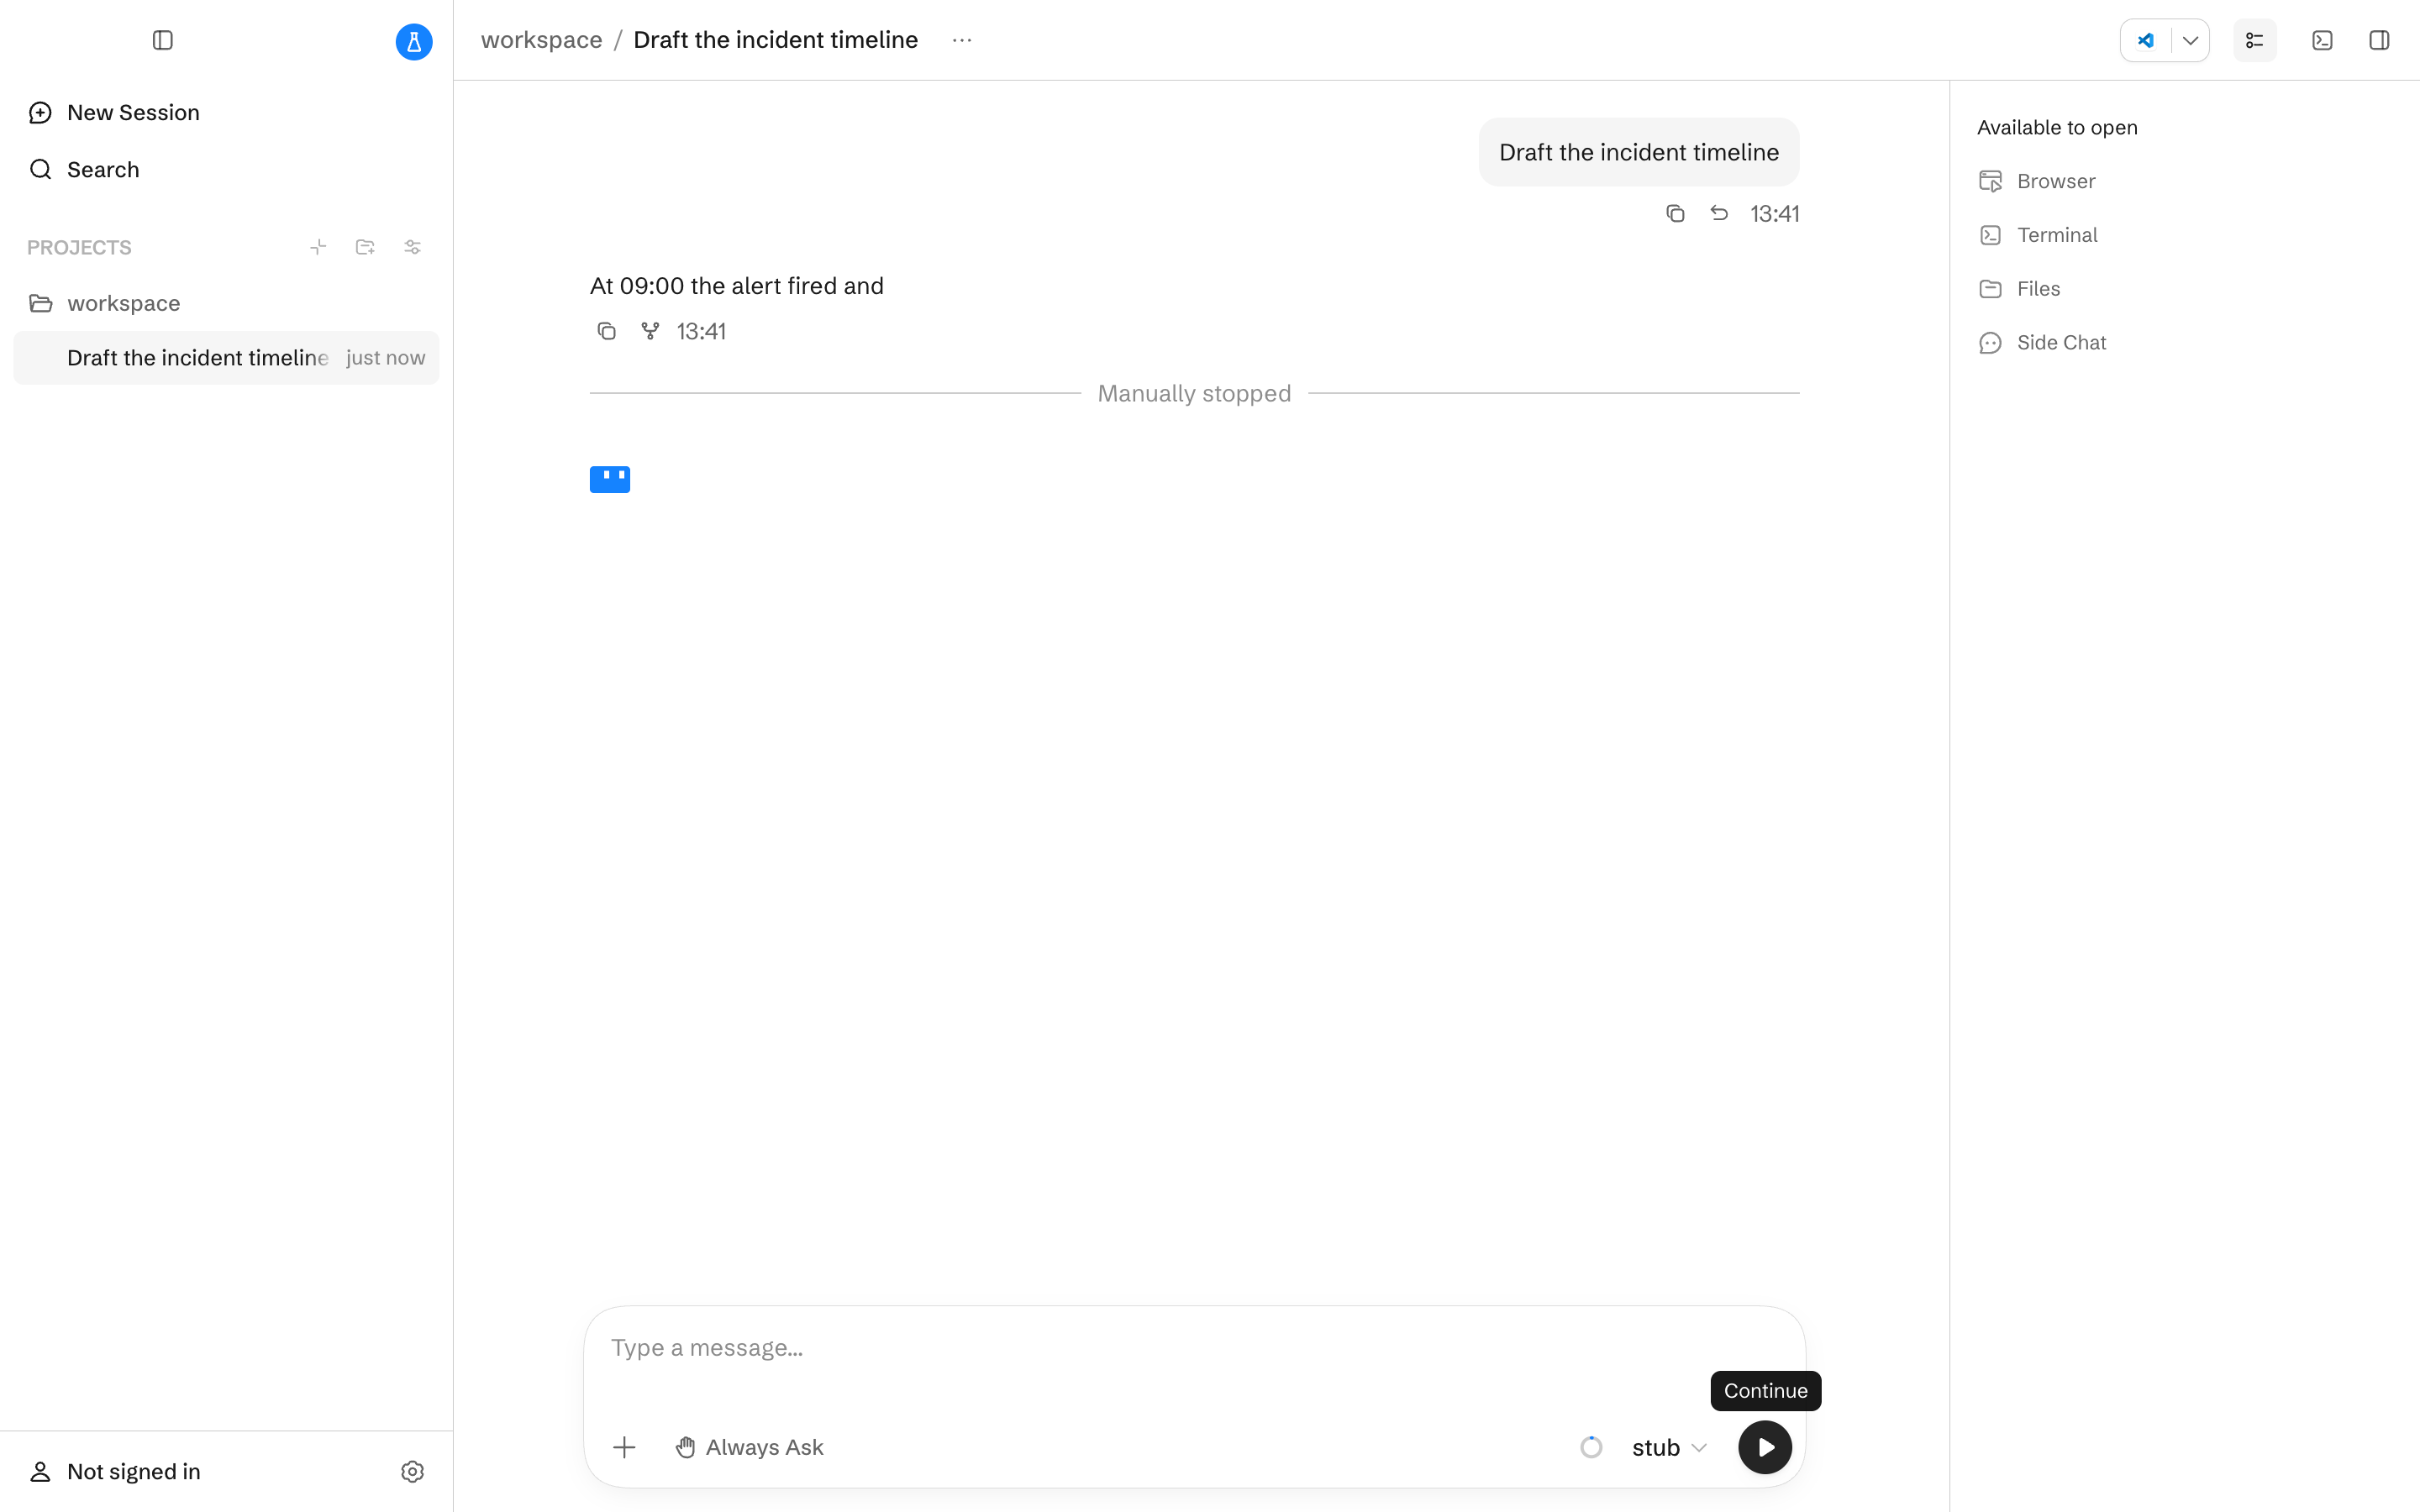 New Session
Search
PROJECTS
workspace
Draft the incident timeline just now
Not signed in
workspace / Draft the incident timeline
Draft the incident timeline
13:41
At 09:00 the alert fired and
13:41
Manually stopped
Type a message...
Continue
Always Ask
stub
Available to open
Browser
Terminal
Files
Side Chat